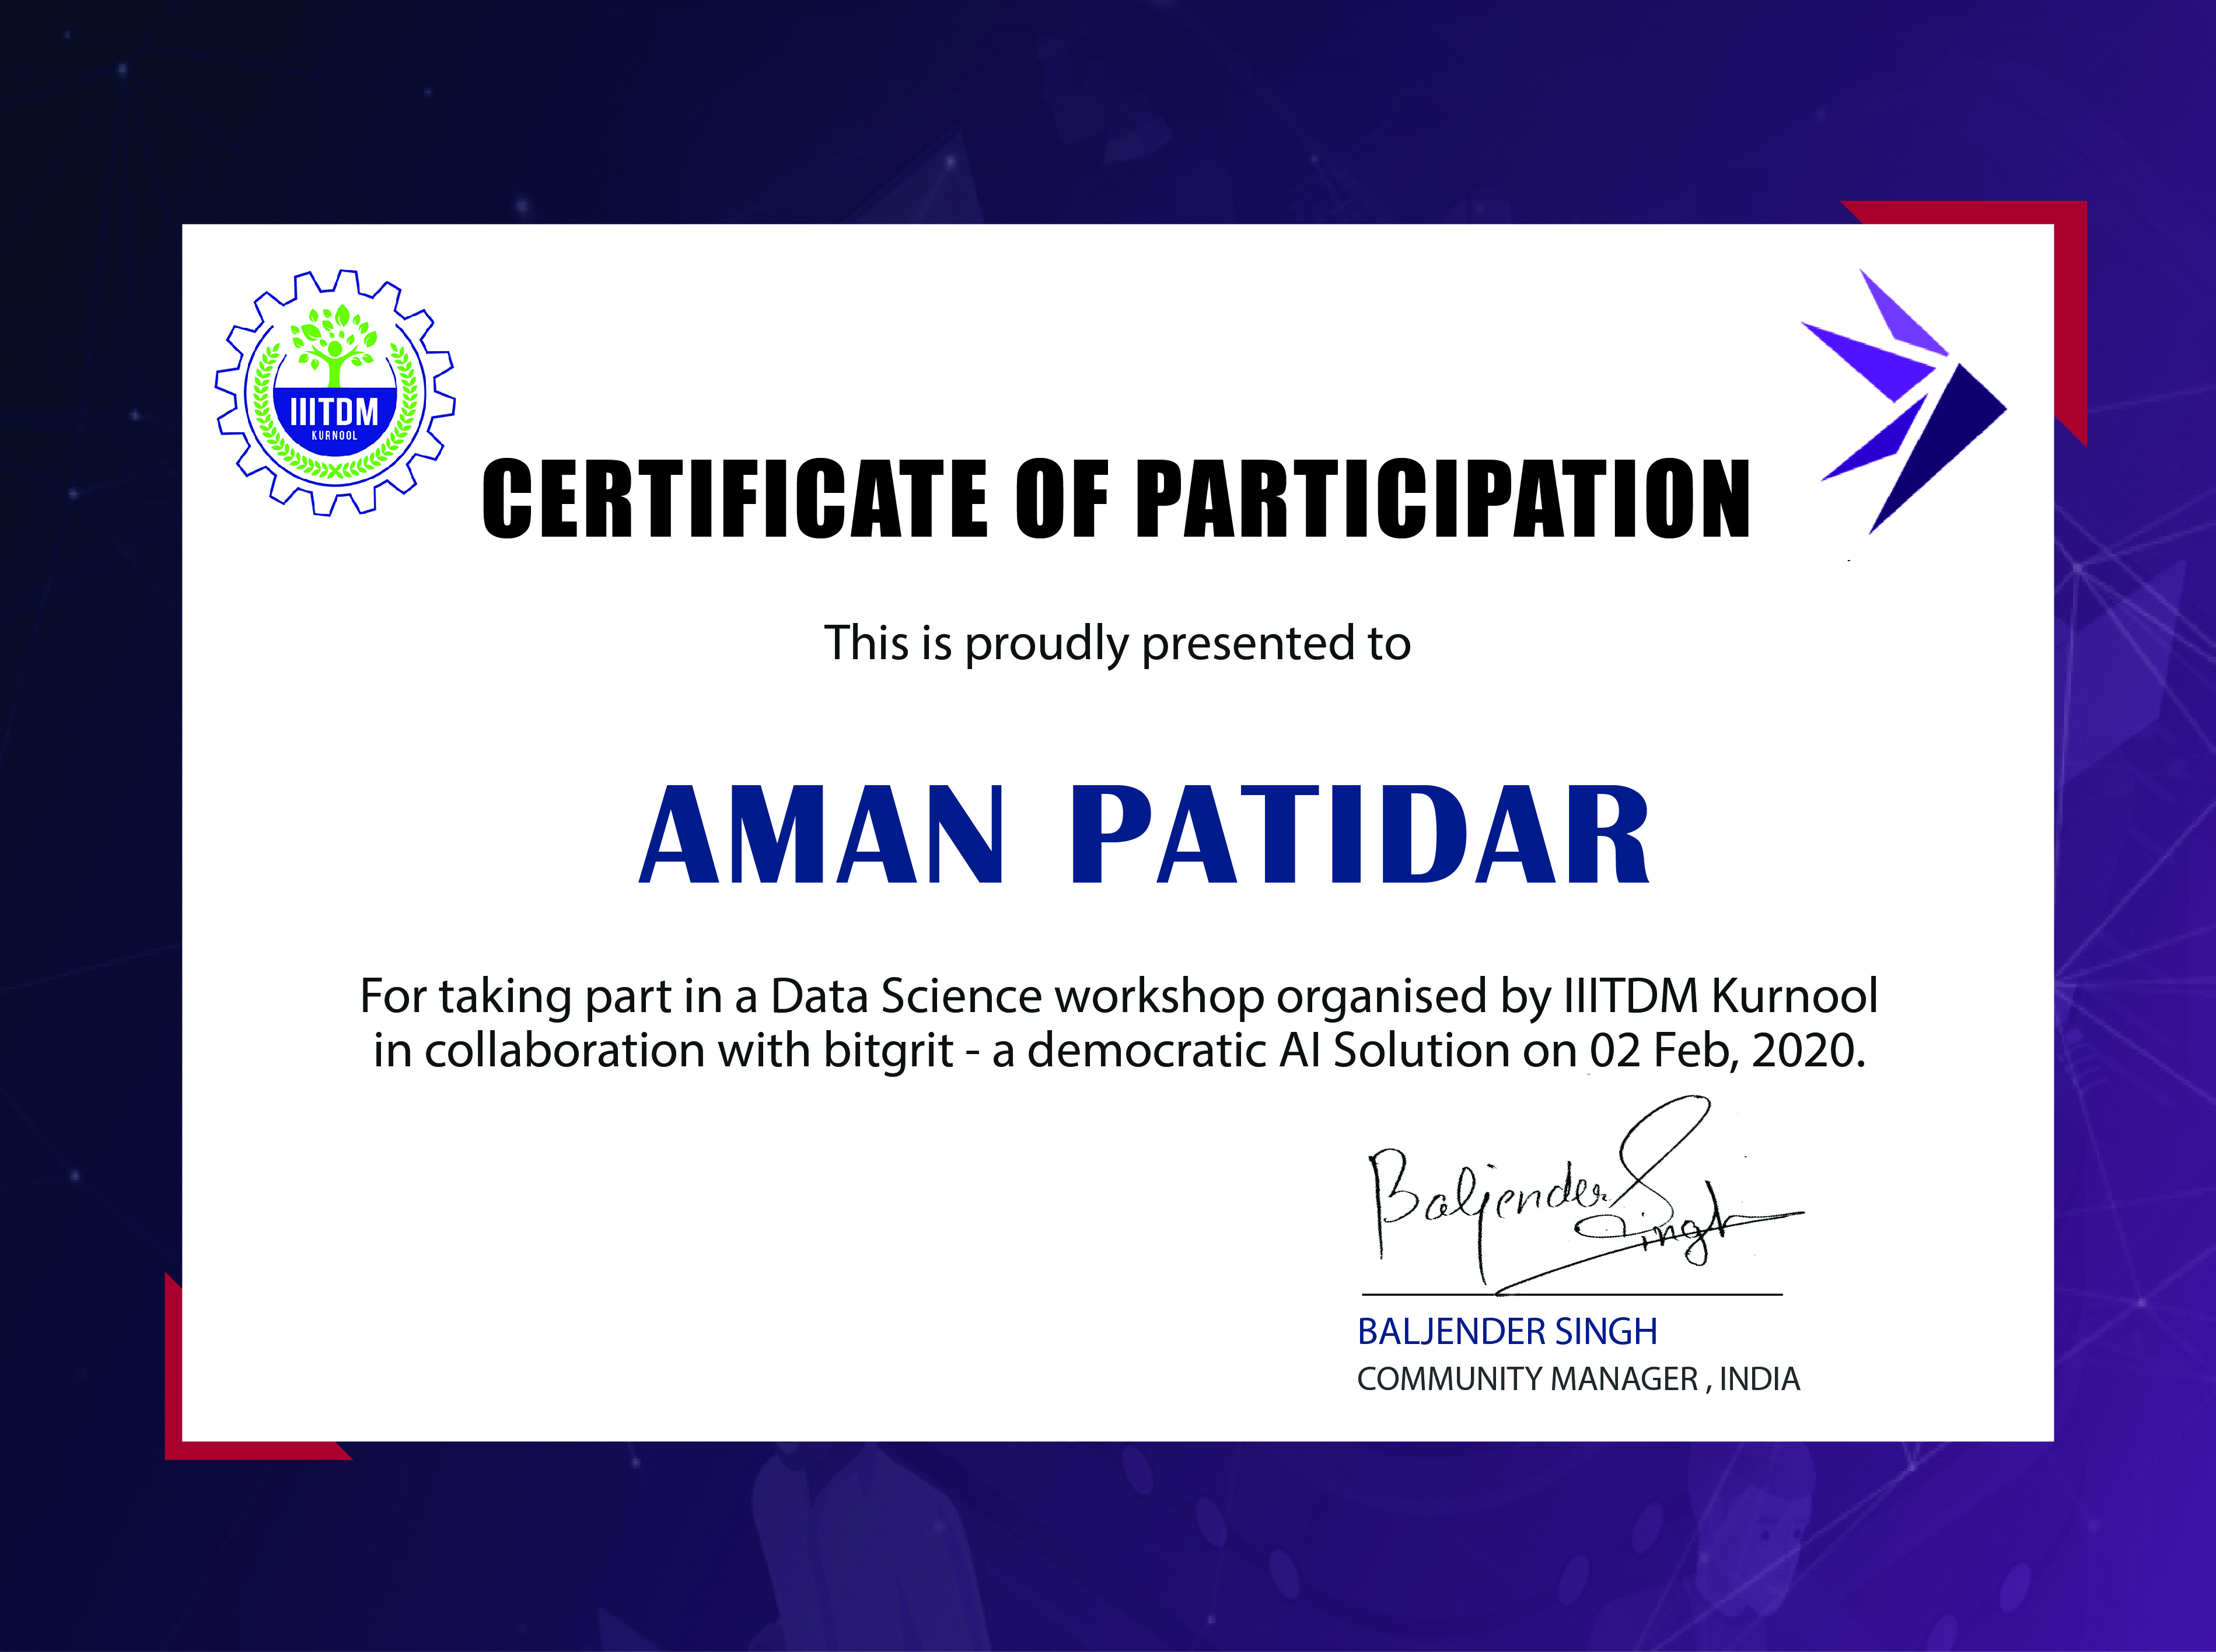 IIITDM
KURNOOL
CERTIFICATE OF PARTICIPATION
This is proudly presented to
AMAN PATIDAR
For taking part in a Data Science workshop organised by IIITDM Kurnool
in collaboration with bitgrit - a democratic AI Solution on 02 Feb, 2020.
Baljender Singh
BALJENDER SINGH
COMMUNITY MANAGER , INDIA